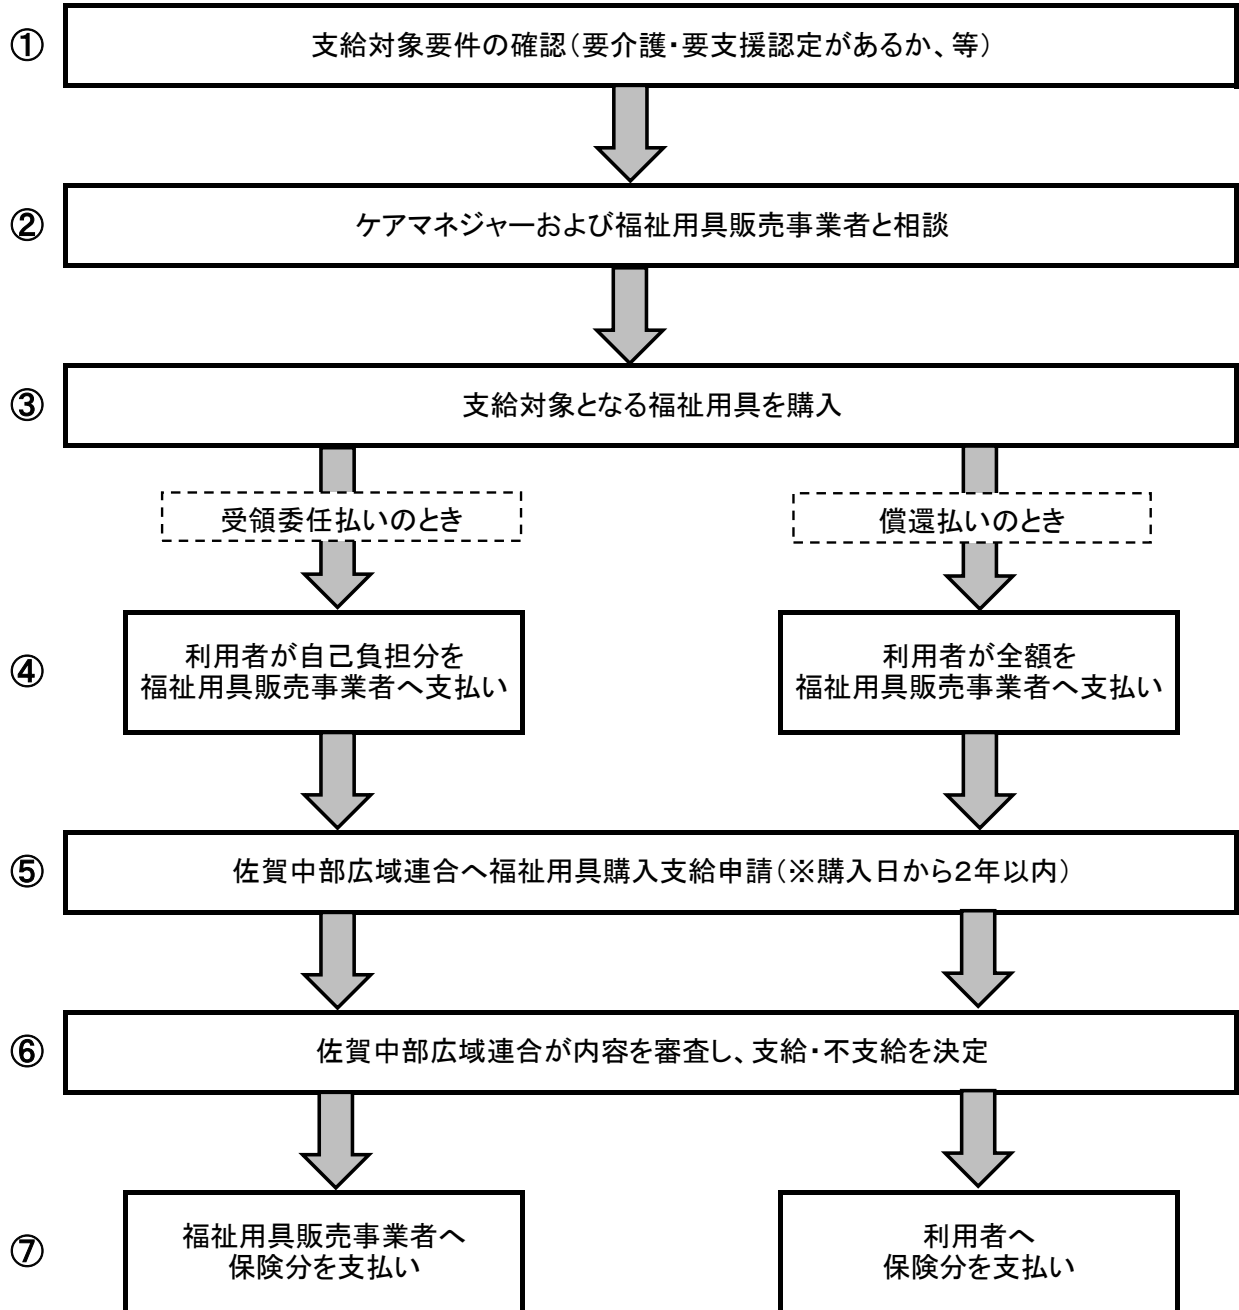 ① 支給対象要件の確認(要介護・要支援認定があるか、等)
② ケアマネジャーおよび福祉用具販売事業者と相談
③ 支給対象となる福祉用具を購入
受領委任払いのとき
償還払いのとき
④
利用者が自己負担分を
福祉用具販売事業者へ支払い
利用者が全額を
福祉用具販売事業者へ支払い
⑤ 佐賀中部広域連合へ福祉用具購入支給申請(※購入日から2年以内)
⑥ 佐賀中部広域連合が内容を審査し、支給・不支給を決定
⑦
福祉用具販売事業者へ
保険分を支払い
利用者へ
保険分を支払い